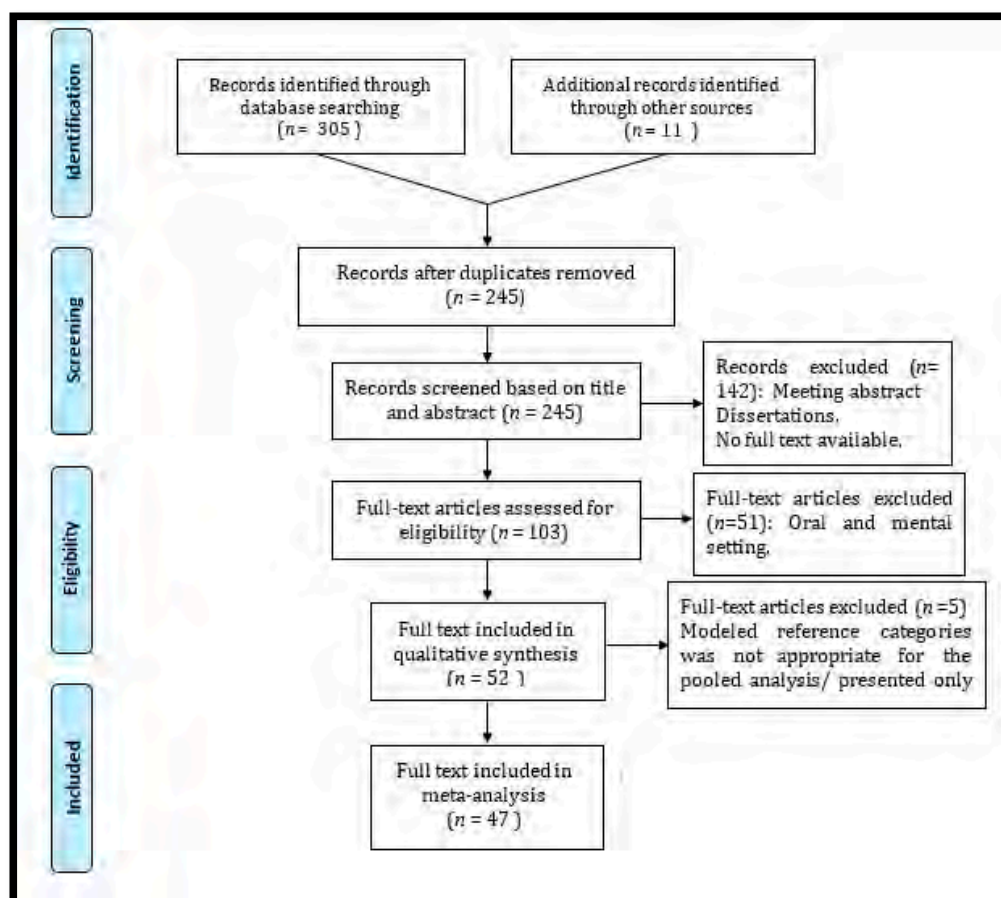 Identification
Records identified through
database searching
(n = 305 )
Additional records identified
through other sources
(n = 11 )
Screening
Records after duplicates removed
(n = 245)
Records screened based on title
and abstract (n = 245)
Records excluded (n=
142): Meeting abstract
Dissertations.
No full text available.
Eligibility
Full-text articles assessed for
eligibility (n = 103)
Full-text articles excluded
(n=51): Oral and mental
setting.
Full text included in
qualitative synthesis
(n = 52 )
Full-text articles excluded (n =5)
Modeled reference categories
was not appropriate for the
pooled analysis/ presented only
Included
Full text included in
meta-analysis
(n = 47 )